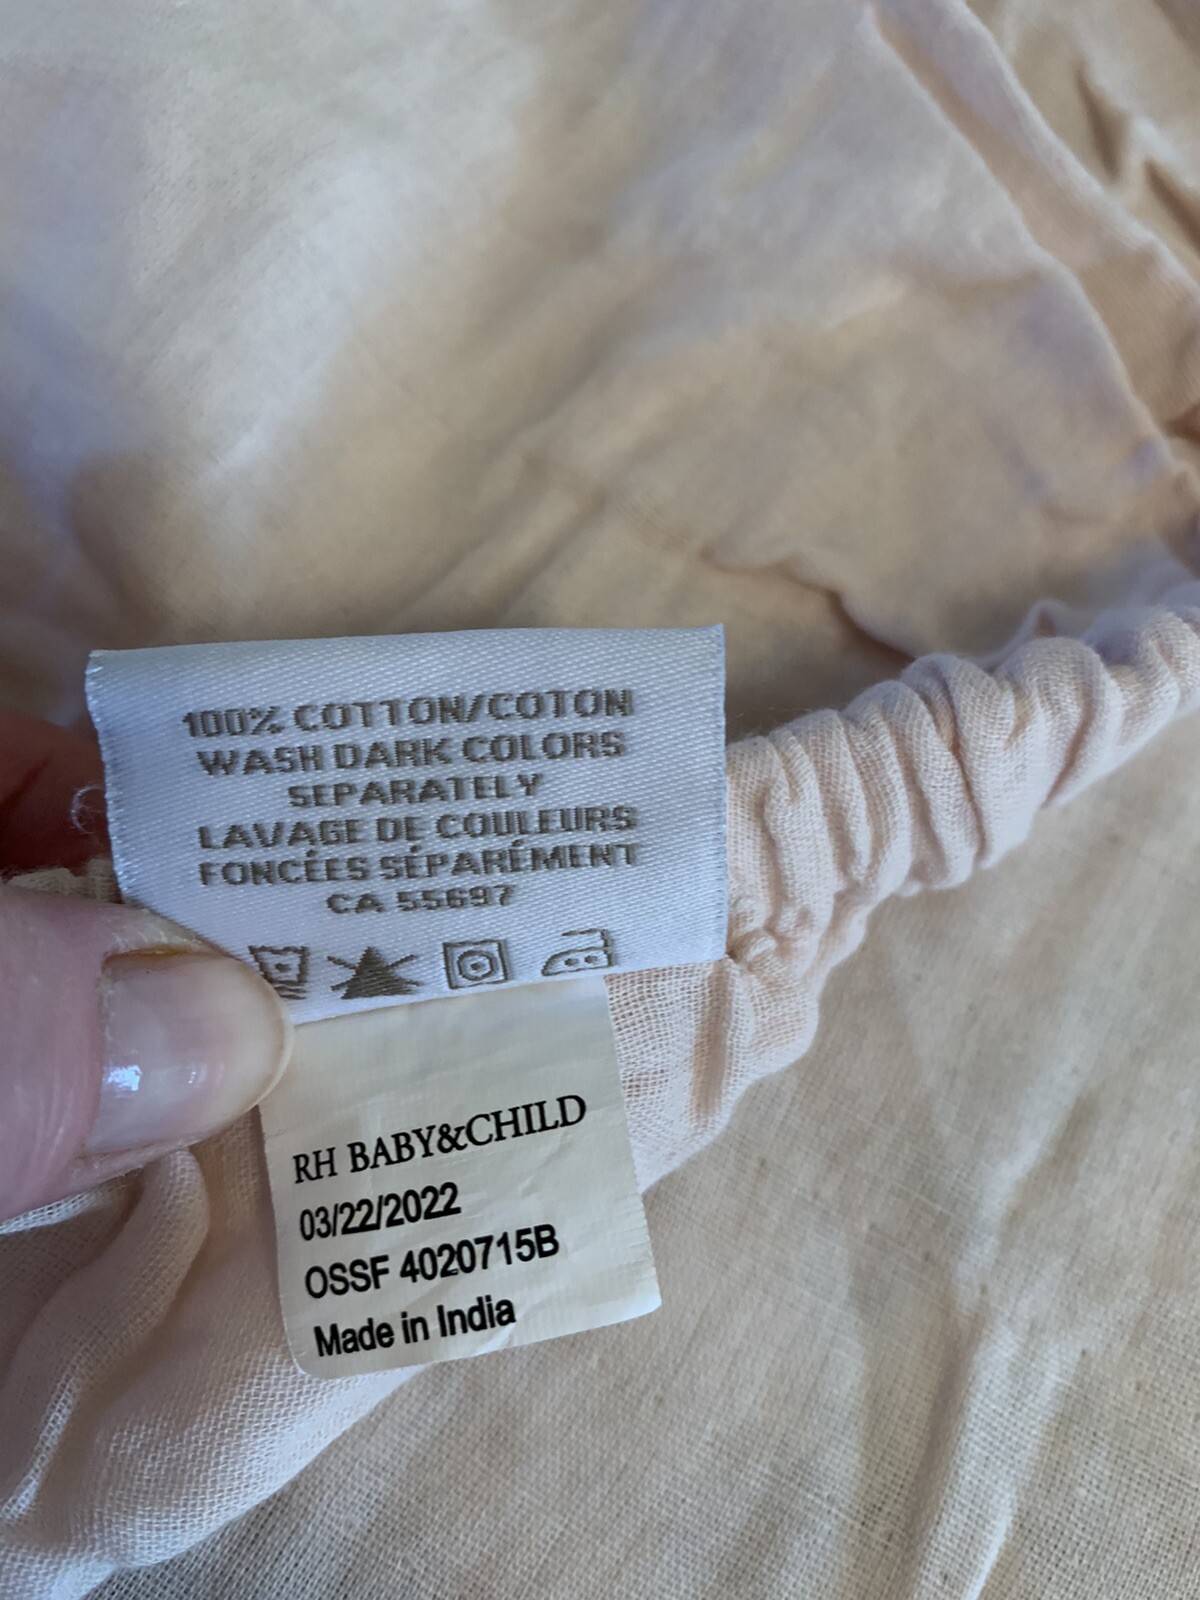 100% COTTON/COTON
WASH DARK COLORS
SEPARATELY
LAVAGE DE COULEURS
FONCÉES SÉPARÉMENT
CA 55697
RH BABY&CHILD
03/22/2022
OSSF 4020715B
Made in India